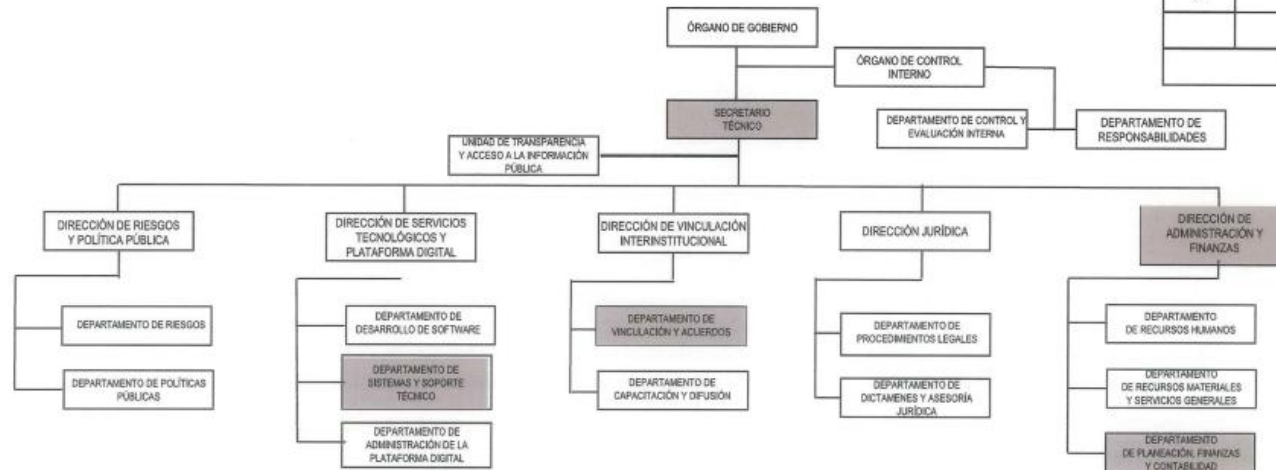 ÓRGANO DE GOBIERNO
ÓRGANO DE CONTROL
INTERNO
SECRETARIO
TÉCNICO
DEPARTAMENTO DE CONTROL Y
EVALUACIÓN INTERNA
DEPARTAMENTO DE
RESPONSABILIDADES
UNIDAD DE TRANSPARENCIA
Y ACCESO A LA INFORMACIÓN
PÚBLICA
DIRECCIÓN DE RIESGOS
Y POLÍTICA PÚBLICA
DIRECCIÓN DE SERVICIOS
TECNOLÓGICOS Y
PLATAFORMA DIGITAL
DIRECCIÓN DE VINCULACIÓN
INTERINSTITUCIONAL
DIRECCIÓN JURÍDICA
DIRECCIÓN DE
ADMINISTRACIÓN Y
FINANZAS
DEPARTAMENTO DE RIESGOS
DEPARTAMENTO DE POLÍTICAS
PÚBLICAS
DEPARTAMENTO DE
DESARROLLO DE SOFTWARE
DEPARTAMENTO DE
SISTEMAS Y SOPORTE
TÉCNICO
DEPARTAMENTO DE
ADMINISTRACIÓN DE LA
PLATAFORMA DIGITAL
DEPARTAMENTO DE
VINCULACIÓN Y ACUERDOS
DEPARTAMENTO DE
CAPACITACIÓN Y DIFUSIÓN
DEPARTAMENTO DE
PROCEDIMIENTOS LEGALES
DEPARTAMENTO DE
DICTAMENES Y ASESORÍA
JURÍDICA
DEPARTAMENTO
DE RECURSOS HUMANOS
DEPARTAMENTO
DE RECURSOS MATERIALES
Y SERVICIOS GENERALES
DEPARTAMENTO
DE PLANEACIÓN, FINANZAS
Y CONTABILIDAD